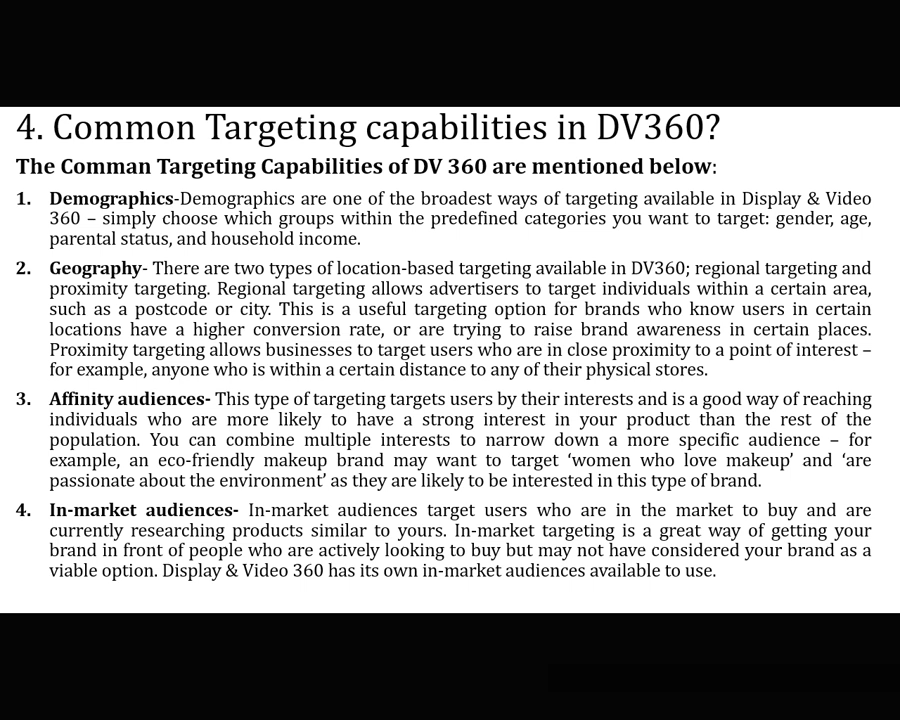 4. Common Targeting capabilities in DV360?
The Comman Targeting Capabilities of DV 360 are mentioned below:
1. Demographics-Demographics are one of the broadest ways of targeting available in Display & Video
360 – simply choose which groups within the predefined categories you want to target: gender, age,
parental status, and household income.
2. Geography- There are two types of location-based targeting available in DV360; regional targeting and
proximity targeting. Regional targeting allows advertisers to target individuals within a certain area,
such as a postcode or city. This is a useful targeting option for brands who know users in certain
locations have a higher conversion rate, or are trying to raise brand awareness in certain places.
Proximity targeting allows businesses to target users who are in close proximity to a point of interest –
for example, anyone who is within a certain distance to any of their physical stores.
3. Affinity audiences- This type of targeting targets users by their interests and is a good way of reaching
individuals who are more likely to have a strong interest in your product than the rest of the
population. You can combine multiple interests to narrow down a more specific audience – for
example, an eco-friendly makeup brand may want to target ‘women who love makeup’ and ‘are
passionate about the environment’ as they are likely to be interested in this type of brand.
4. In-market audiences- In-market audiences target users who are in the market to buy and are
currently researching products similar to yours. In-market targeting is a great way of getting your
brand in front of people who are actively looking to buy but may not have considered your brand as a
viable option. Display & Video 360 has its own in-market audiences available to use.